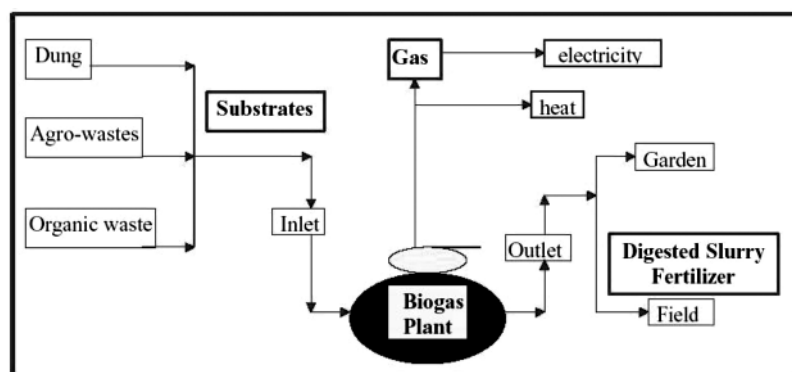 Dung
Agro-wastes
Organic waste
Substrates
Inlet
Gas
electricity
heat
Biogas
Plant
Outlet
Garden
Digested Slurry
Fertilizer
Field